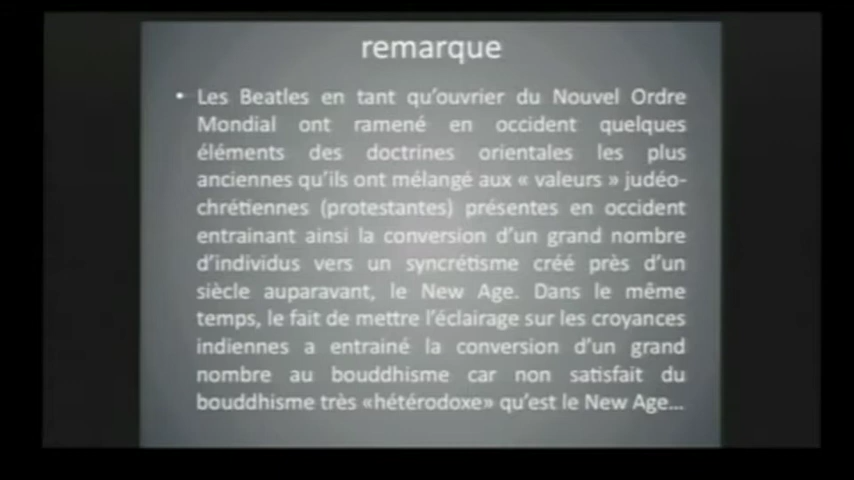 remarque
• Les Beatles en tant qu'ouvrier du Nouvel Ordre
Mondial ont ramené en occident quelques
éléments des doctrines orientales les plus
anciennes qu'ils ont mélangé aux « valeurs » judéo-
chrétiennes (protestantes) présentes en occident
entrainant ainsi la conversion d'un grand nombre
d'individus vers un syncrétisme créé près d'un
siècle auparavant, le New Age. Dans le même
temps, le fait de mettre l'éclairage sur les croyances
indiennes a entrainé la conversion d'un grand
nombre au bouddhisme car non satisfait du
bouddhisme très «hétérodoxe» qu'est le New Age...